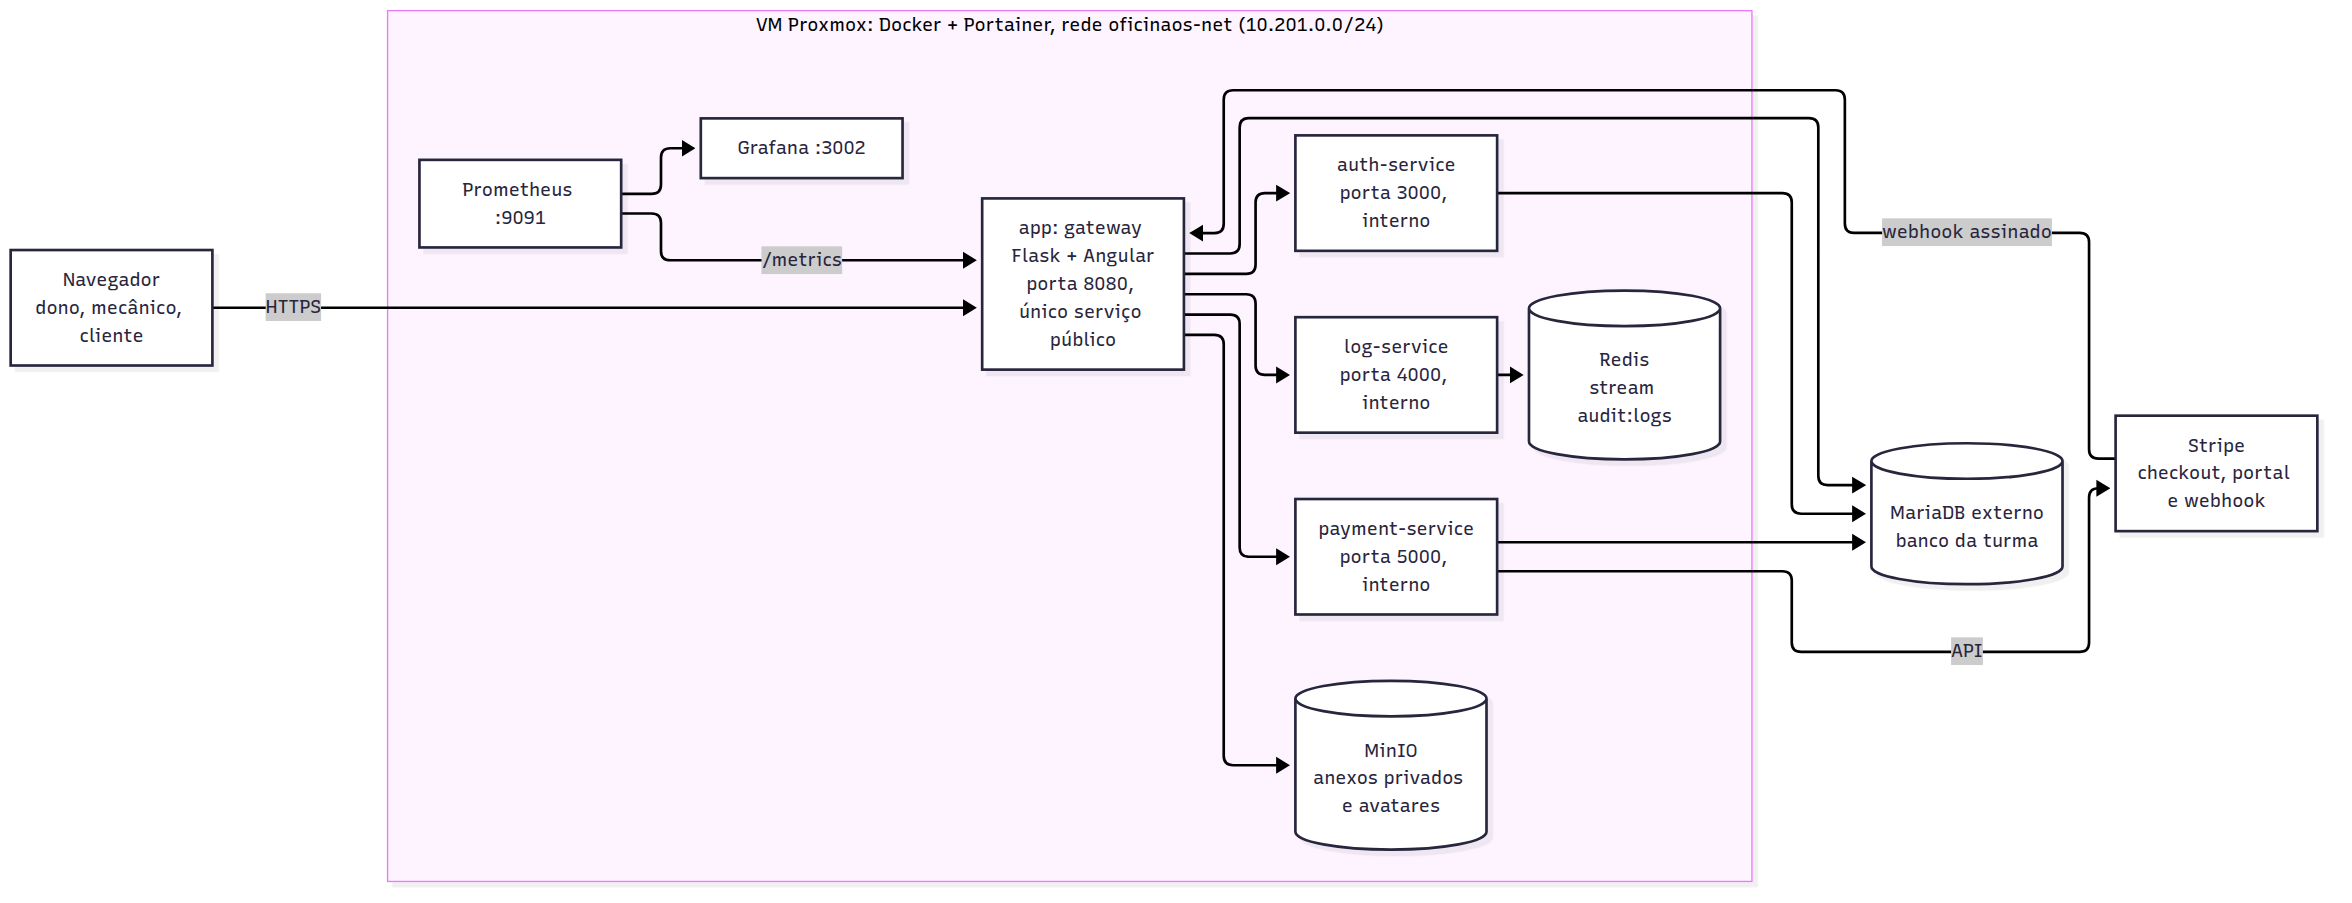 VM Proxmox: Docker + Portainer, rede oficinaos-net (10.201.0.0/24)
Navegador
dono, mecânico,
cliente
HTTPS
Prometheus
:9091
Grafana :3002
/metrics
app: gateway
Flask + Angular
porta 8080,
único serviço
público
auth-service
porta 3000,
interno
log-service
porta 4000,
interno
Redis
stream
audit:logs
payment-service
porta 5000,
interno
MinIO
anexos privados
e avatares
webhook assinado
MariaDB externo
banco da turma
API
Stripe
checkout, portal
e webhook